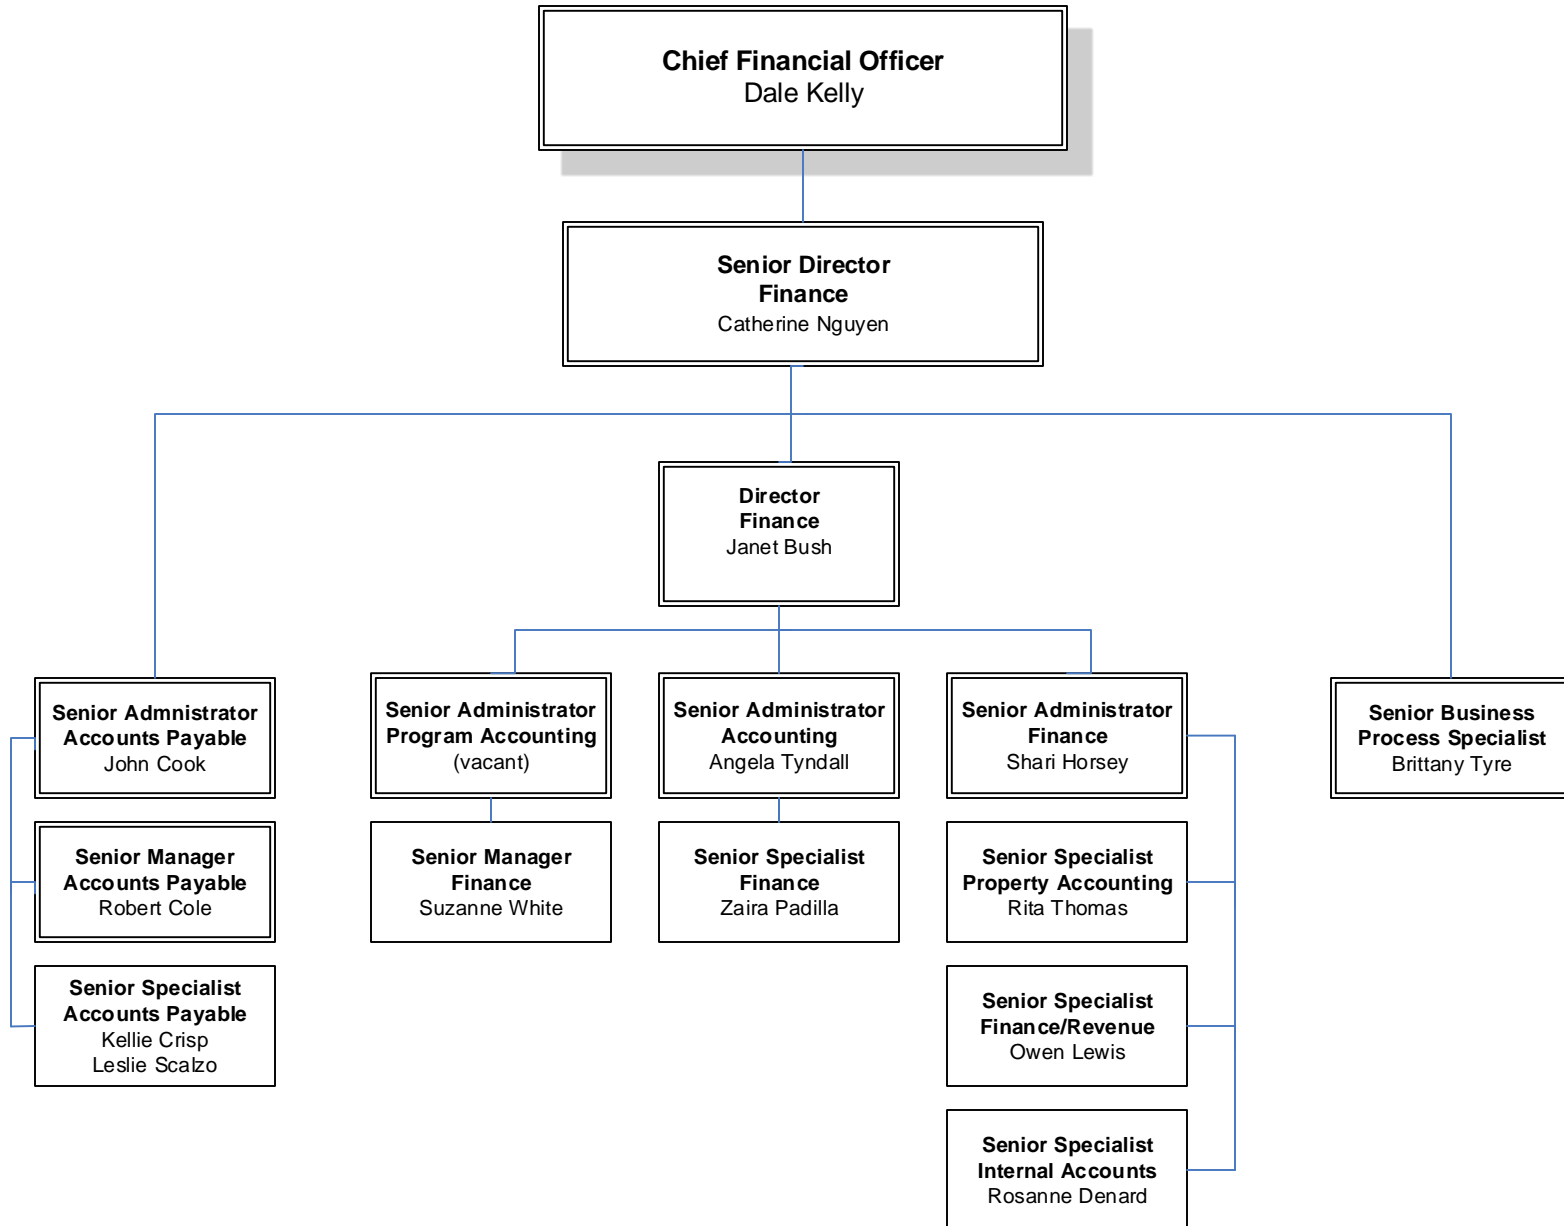 Chief Financial Officer
Dale Kelly
Senior Director
Finance
Catherine Nguyen
Director
Finance
Janet Bush
Senior Admnistrator
Accounts Payable
John Cook
Senior Administrator
Program Accounting
(vacant)
Senior Administrator
Accounting
Angela Tyndall
Senior Administrator
Finance
Shari Horsey
Senior Business
Process Specialist
Brittany Tyre
Senior Manager
Accounts Payable
Robert Cole
Senior Manager
Finance
Suzanne White
Senior Specialist
Finance
Zaira Padilla
Senior Specialist
Property Accounting
Rita Thomas
Senior Specialist
Accounts Payable
Kellie Crisp
Leslie Scalzo
Senior Specialist
Finance/Revenue
Owen Lewis
Senior Specialist
Internal Accounts
Rosanne Denard